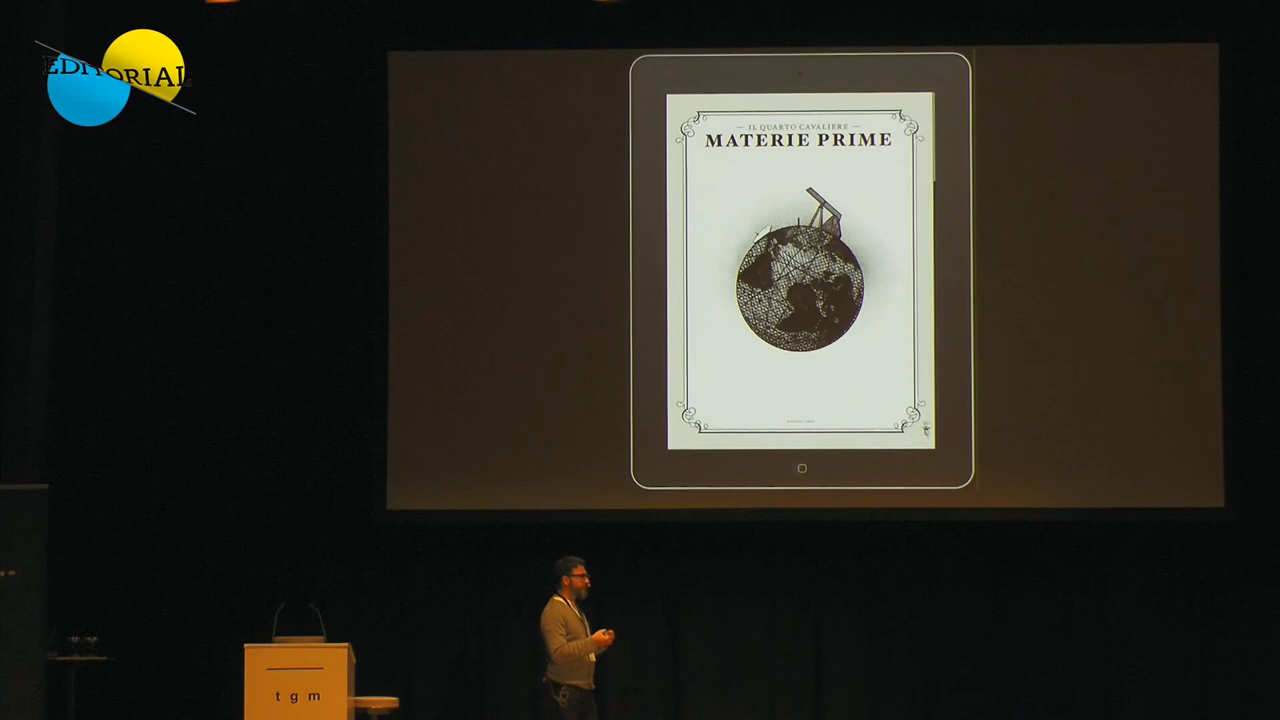 EDITORIAL
— IL QUARTO CAVALIERE —
MATERIE PRIME
g m
t g m